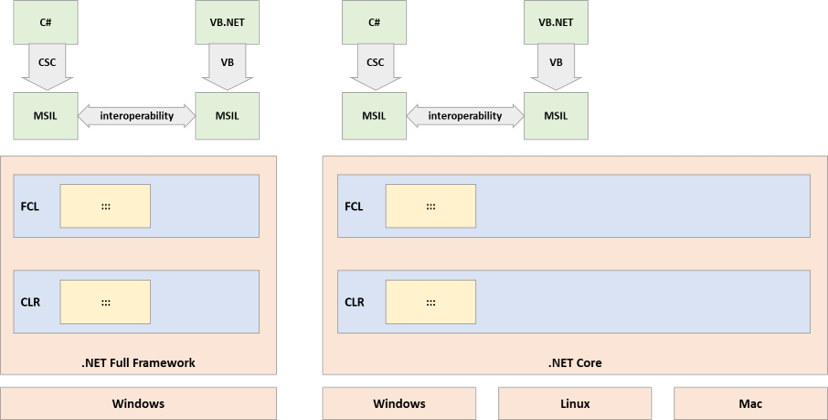 C#
VB.NET
C#
VB.NET
CSC
VB
CSC
VB
MSIL
interoperability
MSIL
MSIL
interoperability
MSIL
FCL
:::
FCL
:::
CLR
:::
CLR
:::
.NET Full Framework
.NET Core
Windows
Windows
Linux
Mac